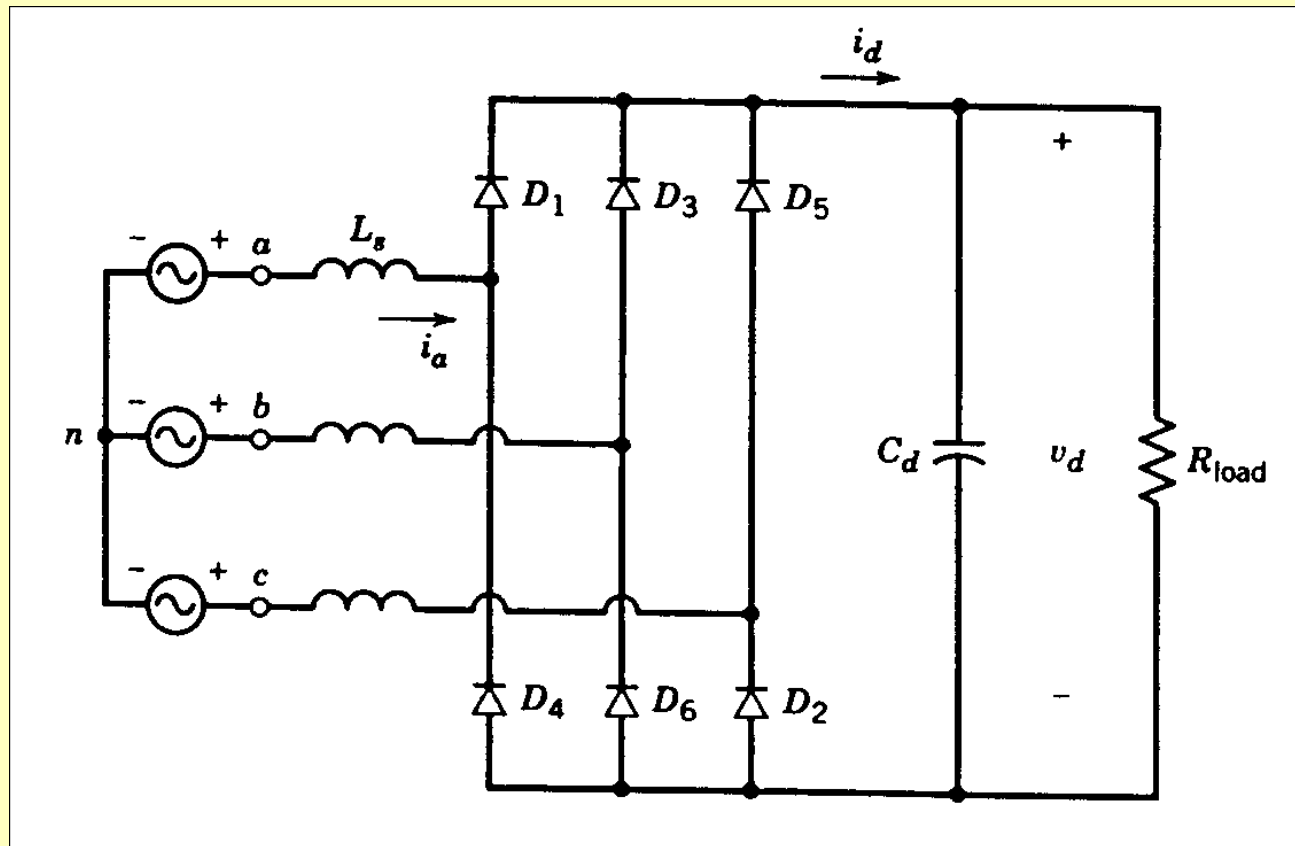 i_d
+
D_1
D_3
D_5
- + a
L_s
i_a
n
- + b
C_d
v_d
R_load
- + c
D_4
D_6
D_2
−